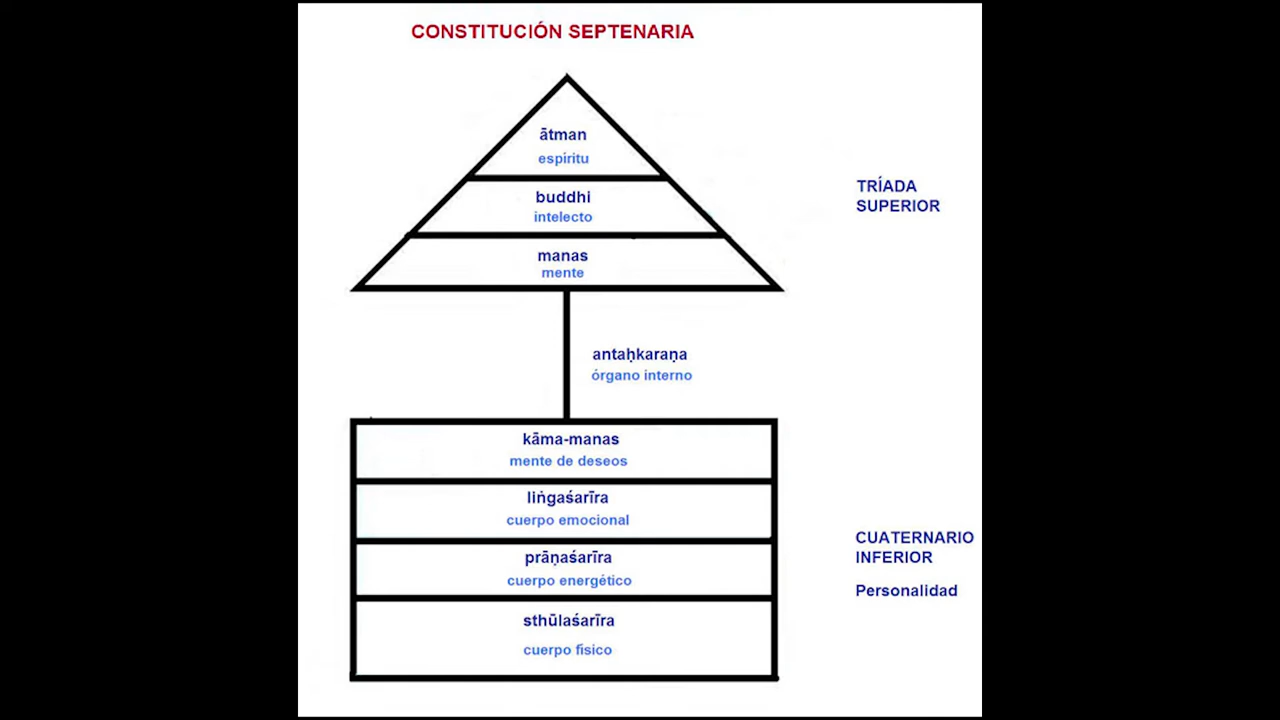 CONSTITUCIÓN SEPTENARIA
ātman
espíritu
buddhi
intelecto
manas
mente
TRÍADA
SUPERIOR
antaḥkaraṇa
órgano interno
kāma-manas
mente de deseos
liṅgaśarīra
cuerpo emocional
prāṇaśarīra
cuerpo energético
sthūlaśarīra
cuerpo físico
CUATERNARIO
INFERIOR
Personalidad